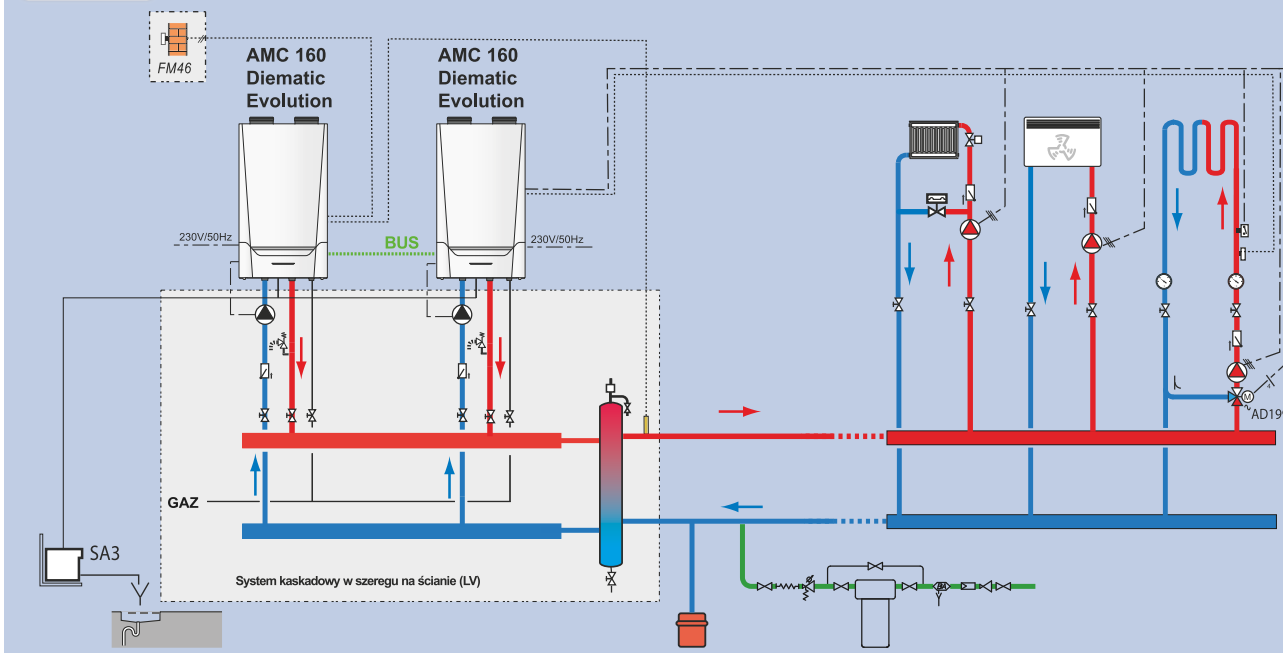 FM46
AMC 160
Diematic
Evolution
AMC 160
Diematic
Evolution
230V/50Hz
BUS
230V/50Hz
M
AD199
GAZ
SA3
System kaskadowy w szeregu na ścianie (LV)